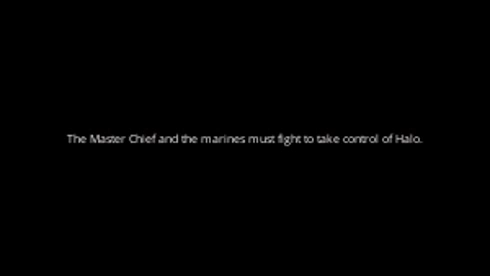 The Master Chief and the marines must fight to take control of Halo.